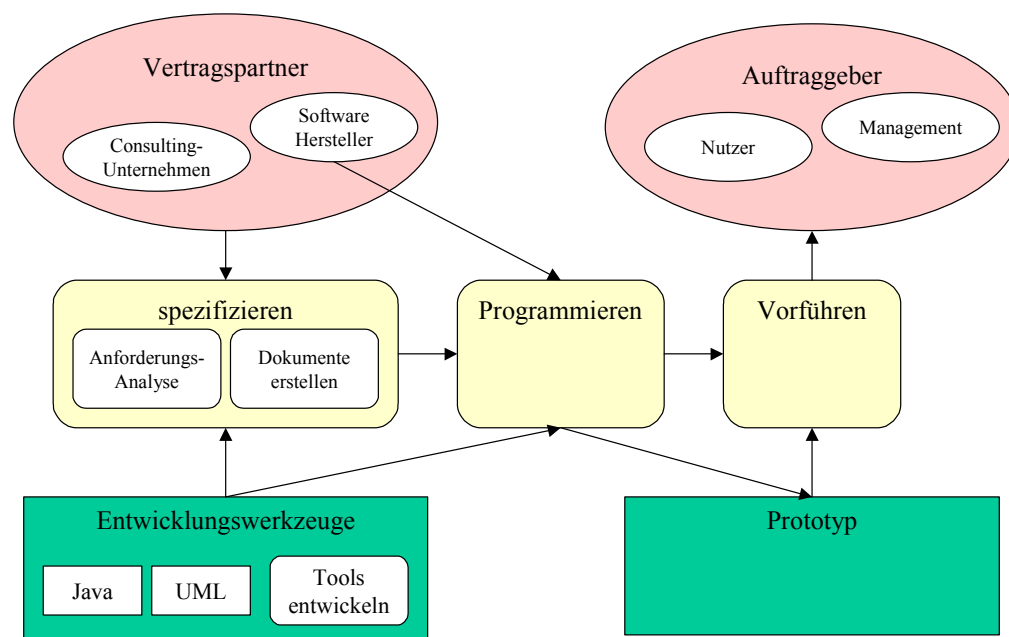 Vertragspartner
Software
Hersteller
Consulting-
Unternehmen
Auftraggeber
Management
Nutzer
spezifizieren
Anforderungs-
Analyse
Dokumente
erstellen
Programmieren
Vorführen
Entwicklungswerkzeuge
Java
UML
Tools
entwickeln
Prototyp